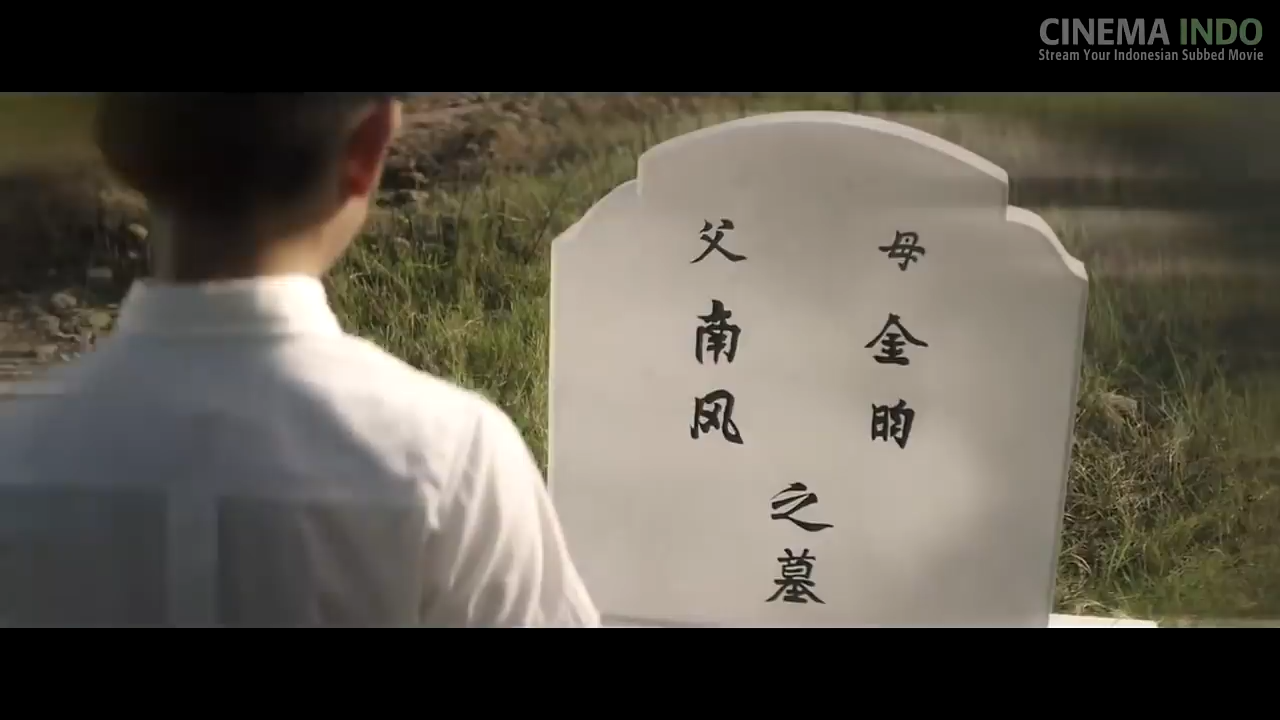 CINEMA INDO
Stream Your Indonesian Subbed Movie
父南风
母金昀
之墓